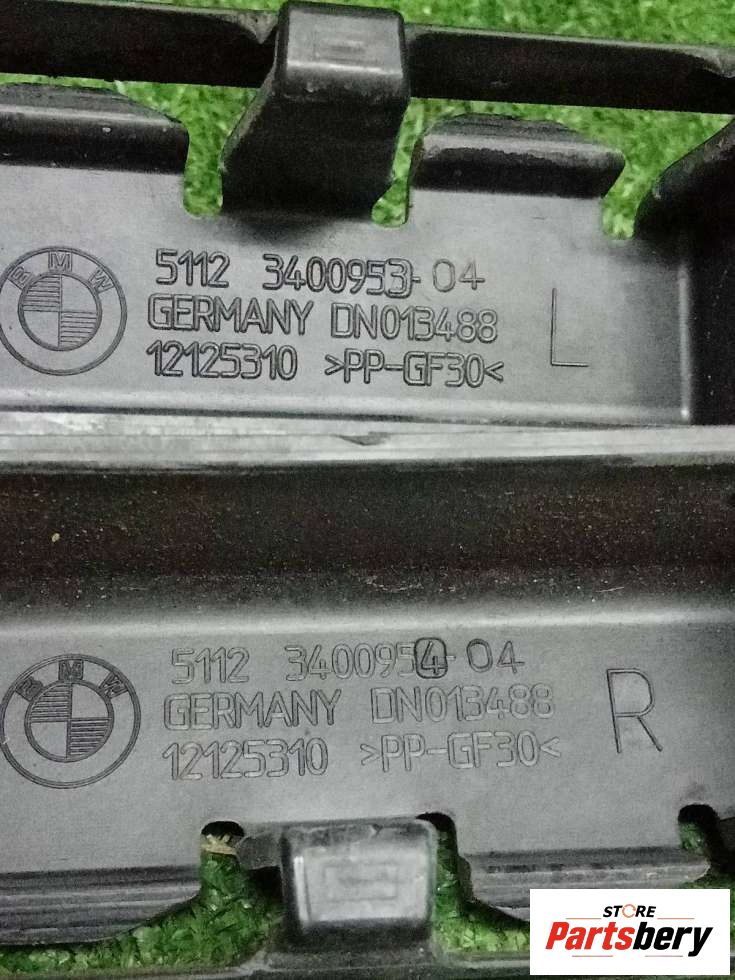 BMW
5112 3400953-04
GERMANY DN013488
12125310 >PP-GF30<
L
BMW
5112 3400954-04
GERMANY DN013488
12125310 >PP-GF30<
R
STORE
Partsbery